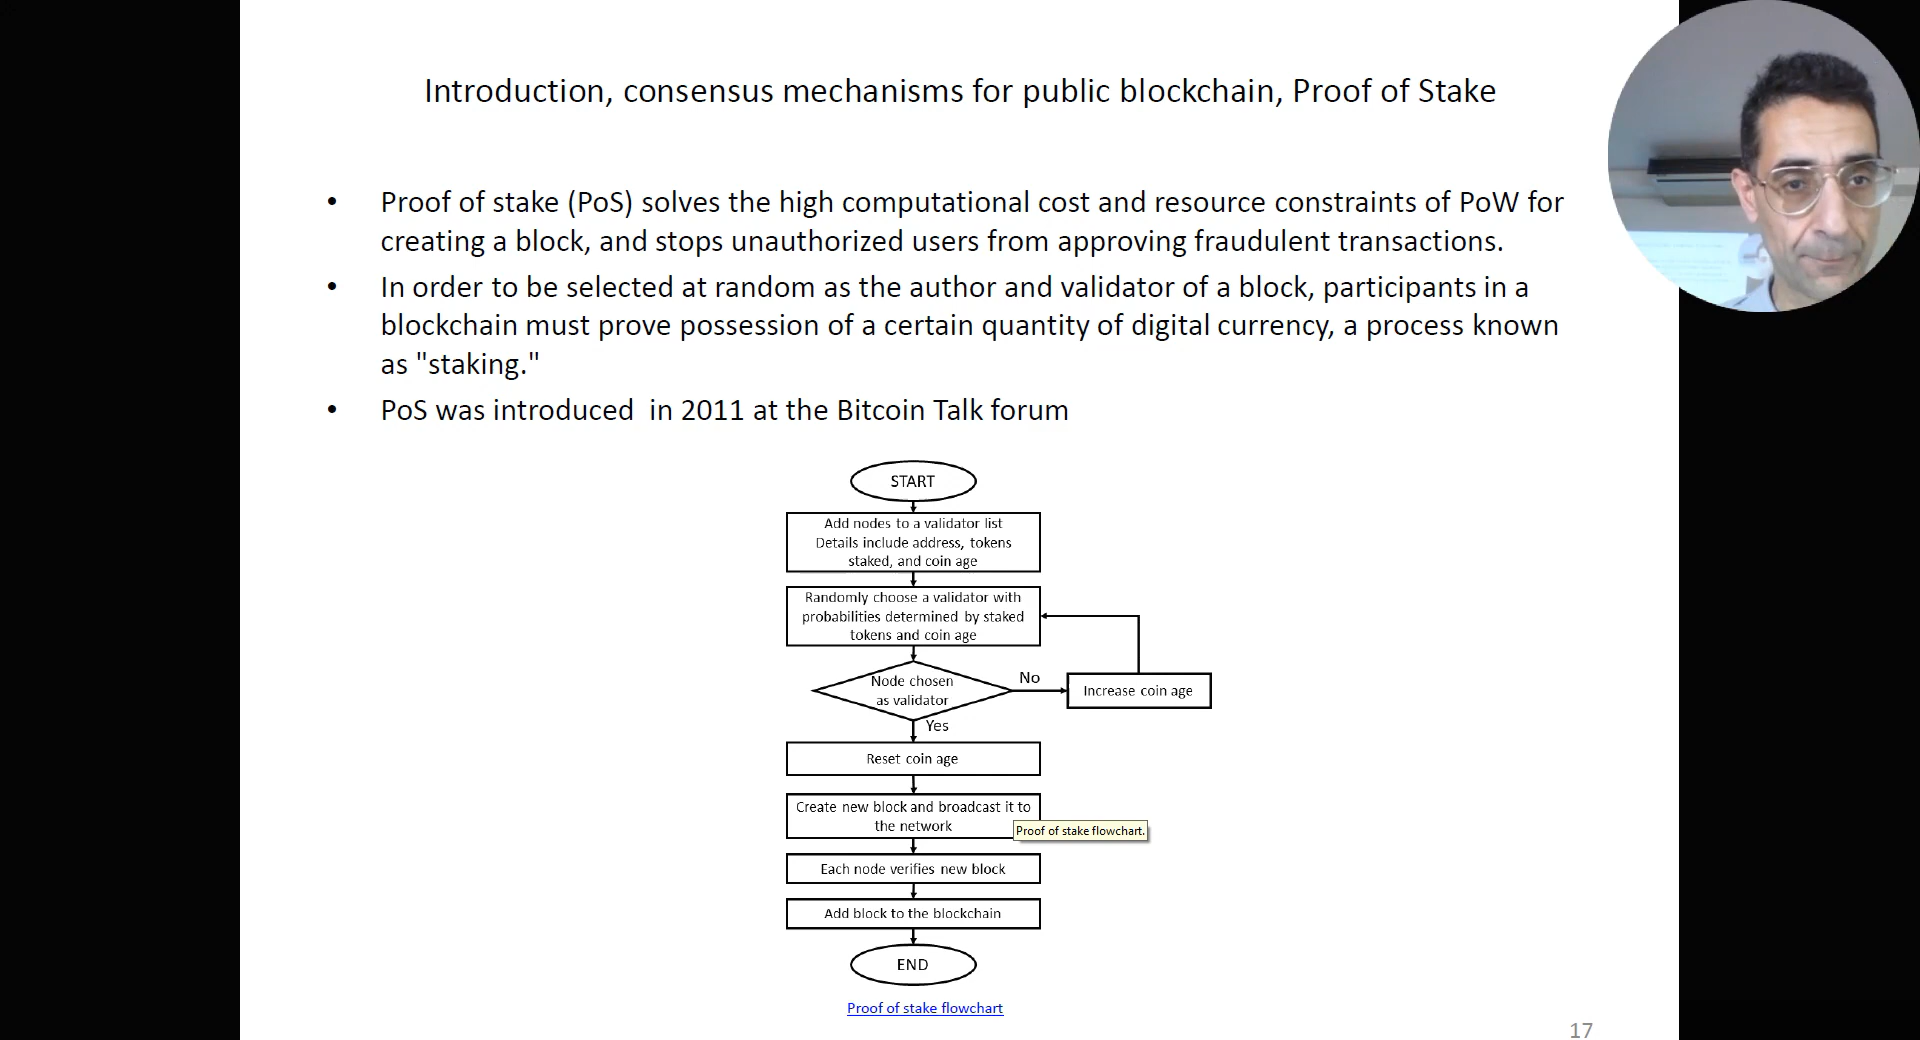 Introduction, consensus mechanisms for public blockchain, Proof of Stake
• Proof of stake (PoS) solves the high computational cost and resource constraints of PoW for
creating a block, and stops unauthorized users from approving fraudulent transactions.
• In order to be selected at random as the author and validator of a block, participants in a
blockchain must prove possession of a certain quantity of digital currency, a process known
as "staking."
• PoS was introduced  in 2011 at the Bitcoin Talk forum
START
Add nodes to a validator list
Details include address, tokens
staked, and coin age
Randomly choose a validator with
probabilities determined by staked
tokens and coin age
Node chosen
as validator
No
Increase coin age
Yes
Reset coin age
Create new block and broadcast it to
the network
Proof of stake flowchart.
Each node verifies new block
Add block to the blockchain
END
Proof of stake flowchart
17